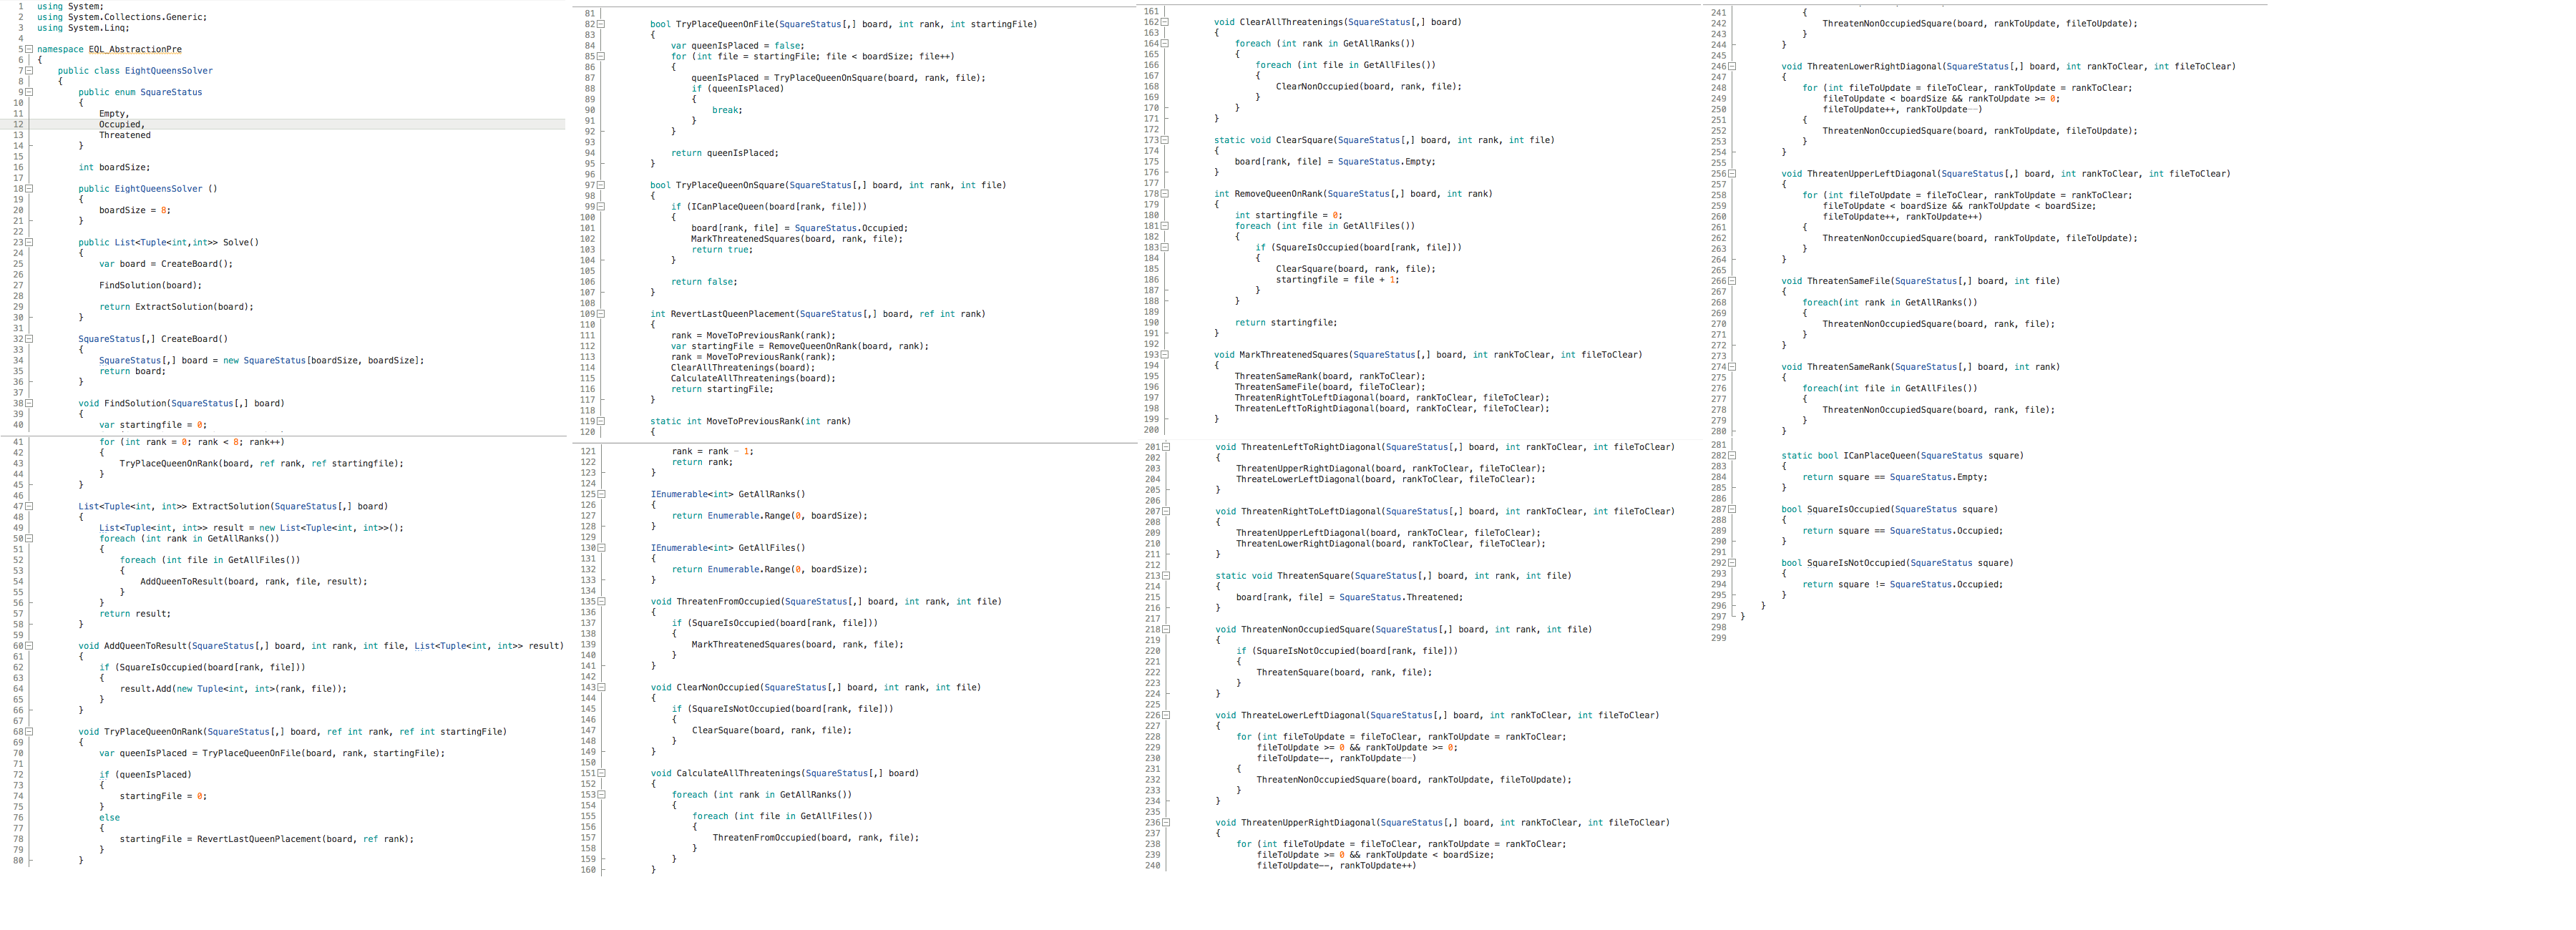 1 using System;
2 using System.Collections.Generic;
3 using System.Linq;
4
5 namespace EQL_AbstractionPre
6 {
7 public class EightQueensSolver
8 {
9 public enum SquareStatus
10 {
11 Empty,
12 Occupied,
13 Threatened
14 }
15
16 int boardSize;
17
18 public EightQueensSolver ()
19 {
20 boardSize = 8;
21 }
22
23 public List<Tuple<int,int>> Solve()
24 {
25 var board = CreateBoard();
26
27 FindSolution(board);
28
29 return ExtractSolution(board);
30 }
31
32 SquareStatus[,] CreateBoard()
33 {
34 SquareStatus[,] board = new SquareStatus[boardSize, boardSize];
35 return board;
36 }
37
38 void FindSolution(SquareStatus[,] board)
39 {
40 var startingfile = 0;
41 for (int rank = 0; rank < 8; rank++)
42 {
43 TryPlaceQueenOnRank(board, ref rank, ref startingfile);
44 }
45 }
46
47 List<Tuple<int, int>> ExtractSolution(SquareStatus[,] board)
48 {
49 List<Tuple<int, int>> result = new List<Tuple<int, int>>();
50 foreach (int rank in GetAllRanks())
51 {
52 foreach (int file in GetAllFiles())
53 {
54 AddQueenToResult(board, rank, file, result);
55 }
56 }
57 return result;
58 }
59
60 void AddQueenToResult(SquareStatus[,] board, int rank, int file, List<Tuple<int, int>> result)
61 {
62 if (SquareIsOccupied(board[rank, file]))
63 {
64 result.Add(new Tuple<int, int>(rank, file));
65 }
66 }
67
68 void TryPlaceQueenOnRank(SquareStatus[,] board, ref int rank, ref int startingFile)
69 {
70 var queenIsPlaced = TryPlaceQueenOnFile(board, rank, startingFile);
71
72 if (queenIsPlaced)
73 {
74 startingFile = 0;
75 }
76 else
77 {
78 startingFile = RevertLastQueenPlacement(board, ref rank);
79 }
80 }
81
82 bool TryPlaceQueenOnFile(SquareStatus[,] board, int rank, int startingFile)
83 {
84 var queenIsPlaced = false;
85 for (int file = startingFile; file < boardSize; file++)
86 {
87 queenIsPlaced = TryPlaceQueenOnSquare(board, rank, file);
88 if (queenIsPlaced)
89 {
90 break;
91 }
92 }
93
94 return queenIsPlaced;
95 }
96
97 bool TryPlaceQueenOnSquare(SquareStatus[,] board, int rank, int file)
98 {
99 if (ICanPlaceQueen(board[rank, file]))
100 {
101 board[rank, file] = SquareStatus.Occupied;
102 MarkThreatenedSquares(board, rank, file);
103 return true;
104 }
105
106 return false;
107 }
108
109 int RevertLastQueenPlacement(SquareStatus[,] board, ref int rank)
110 {
111 rank = MoveToPreviousRank(rank);
112 var startingFile = RemoveQueenOnRank(board, rank);
113 rank = MoveToPreviousRank(rank);
114 ClearAllThreatenings(board);
115 CalculateAllThreatenings(board);
116 return startingFile;
117 }
118
119 static int MoveToPreviousRank(int rank)
120 {
121 rank = rank - 1;
122 return rank;
123 }
124
125 IEnumerable<int> GetAllRanks()
126 {
127 return Enumerable.Range(0, boardSize);
128 }
129
130 IEnumerable<int> GetAllFiles()
131 {
132 return Enumerable.Range(0, boardSize);
133 }
134
135 void ThreatenFromOccupied(SquareStatus[,] board, int rank, int file)
136 {
137 if (SquareIsOccupied(board[rank, file]))
138 {
139 MarkThreatenedSquares(board, rank, file);
140 }
141 }
142
143 void ClearNonOccupied(SquareStatus[,] board, int rank, int file)
144 {
145 if (SquareIsNotOccupied(board[rank, file]))
146 {
147 ClearSquare(board, rank, file);
148 }
149 }
150
151 void CalculateAllThreatenings(SquareStatus[,] board)
152 {
153 foreach (int rank in GetAllRanks())
154 {
155 foreach (int file in GetAllFiles())
156 {
157 ThreatenFromOccupied(board, rank, file);
158 }
159 }
160 }
161
162 void ClearAllThreatenings(SquareStatus[,] board)
163 {
164 foreach (int rank in GetAllRanks())
165 {
166 foreach (int file in GetAllFiles())
167 {
168 ClearNonOccupied(board, rank, file);
169 }
170 }
171 }
172
173 static void ClearSquare(SquareStatus[,] board, int rank, int file)
174 {
175 board[rank, file] = SquareStatus.Empty;
176 }
177
178 int RemoveQueenOnRank(SquareStatus[,] board, int rank)
179 {
180 int startingfile = 0;
181 foreach (int file in GetAllFiles())
182 {
183 if (SquareIsOccupied(board[rank, file]))
184 {
185 ClearSquare(board, rank, file);
186 startingfile = file + 1;
187 }
188 }
189
190 return startingfile;
191 }
192
193 void MarkThreatenedSquares(SquareStatus[,] board, int rankToClear, int fileToClear)
194 {
195 ThreatenSameRank(board, rankToClear);
196 ThreatenSameFile(board, fileToClear);
197 ThreatenRightToLeftDiagonal(board, rankToClear, fileToClear);
198 ThreatenLeftToRightDiagonal(board, rankToClear, fileToClear);
199 }
200
201 void ThreatenLeftToRightDiagonal(SquareStatus[,] board, int rankToClear, int fileToClear)
202 {
203 ThreatenUpperRightDiagonal(board, rankToClear, fileToClear);
204 ThreateLowerLeftDiagonal(board, rankToClear, fileToClear);
205 }
206
207 void ThreatenRightToLeftDiagonal(SquareStatus[,] board, int rankToClear, int fileToClear)
208 {
209 ThreatenUpperLeftDiagonal(board, rankToClear, fileToClear);
210 ThreatenLowerRightDiagonal(board, rankToClear, fileToClear);
211 }
212
213 static void ThreatenSquare(SquareStatus[,] board, int rank, int file)
214 {
215 board[rank, file] = SquareStatus.Threatened;
216 }
217
218 void ThreatenNonOccupiedSquare(SquareStatus[,] board, int rank, int file)
219 {
220 if (SquareIsNotOccupied(board[rank, file]))
221 {
222 ThreatenSquare(board, rank, file);
223 }
224 }
225
226 void ThreateLowerLeftDiagonal(SquareStatus[,] board, int rankToClear, int fileToClear)
227 {
228 for (int fileToUpdate = fileToClear, rankToUpdate = rankToClear;
229 fileToUpdate >= 0 && rankToUpdate >= 0;
230 fileToUpdate--, rankToUpdate--)
231 {
232 ThreatenNonOccupiedSquare(board, rankToUpdate, fileToUpdate);
233 }
234 }
235
236 void ThreatenUpperRightDiagonal(SquareStatus[,] board, int rankToClear, int fileToClear)
237 {
238 for (int fileToUpdate = fileToClear, rankToUpdate = rankToClear;
239 fileToUpdate >= 0 && rankToUpdate < boardSize;
240 fileToUpdate--, rankToUpdate++)
241 {
242 ThreatenNonOccupiedSquare(board, rankToUpdate, fileToUpdate);
243 }
244 }
245
246 void ThreatenLowerRightDiagonal(SquareStatus[,] board, int rankToClear, int fileToClear)
247 {
248 for (int fileToUpdate = fileToClear, rankToUpdate = rankToClear;
249 fileToUpdate < boardSize && rankToUpdate >= 0;
250 fileToUpdate++, rankToUpdate--)
251 {
252 ThreatenNonOccupiedSquare(board, rankToUpdate, fileToUpdate);
253 }
254 }
255
256 void ThreatenUpperLeftDiagonal(SquareStatus[,] board, int rankToClear, int fileToClear)
257 {
258 for (int fileToUpdate = fileToClear, rankToUpdate = rankToClear;
259 fileToUpdate < boardSize && rankToUpdate < boardSize;
260 fileToUpdate++, rankToUpdate++)
261 {
262 ThreatenNonOccupiedSquare(board, rankToUpdate, fileToUpdate);
263 }
264 }
265
266 void ThreatenSameFile(SquareStatus[,] board, int file)
267 {
268 foreach(int rank in GetAllRanks())
269 {
270 ThreatenNonOccupiedSquare(board, rank, file);
271 }
272 }
273
274 void ThreatenSameRank(SquareStatus[,] board, int rank)
275 {
276 foreach(int file in GetAllFiles())
277 {
278 ThreatenNonOccupiedSquare(board, rank, file);
279 }
280 }
281
282 static bool ICanPlaceQueen(SquareStatus square)
283 {
284 return square == SquareStatus.Empty;
285 }
286
287 bool SquareIsOccupied(SquareStatus square)
288 {
289 return square == SquareStatus.Occupied;
290 }
291
292 bool SquareIsNotOccupied(SquareStatus square)
293 {
294 return square != SquareStatus.Occupied;
295 }
296 }
297 }
298
299